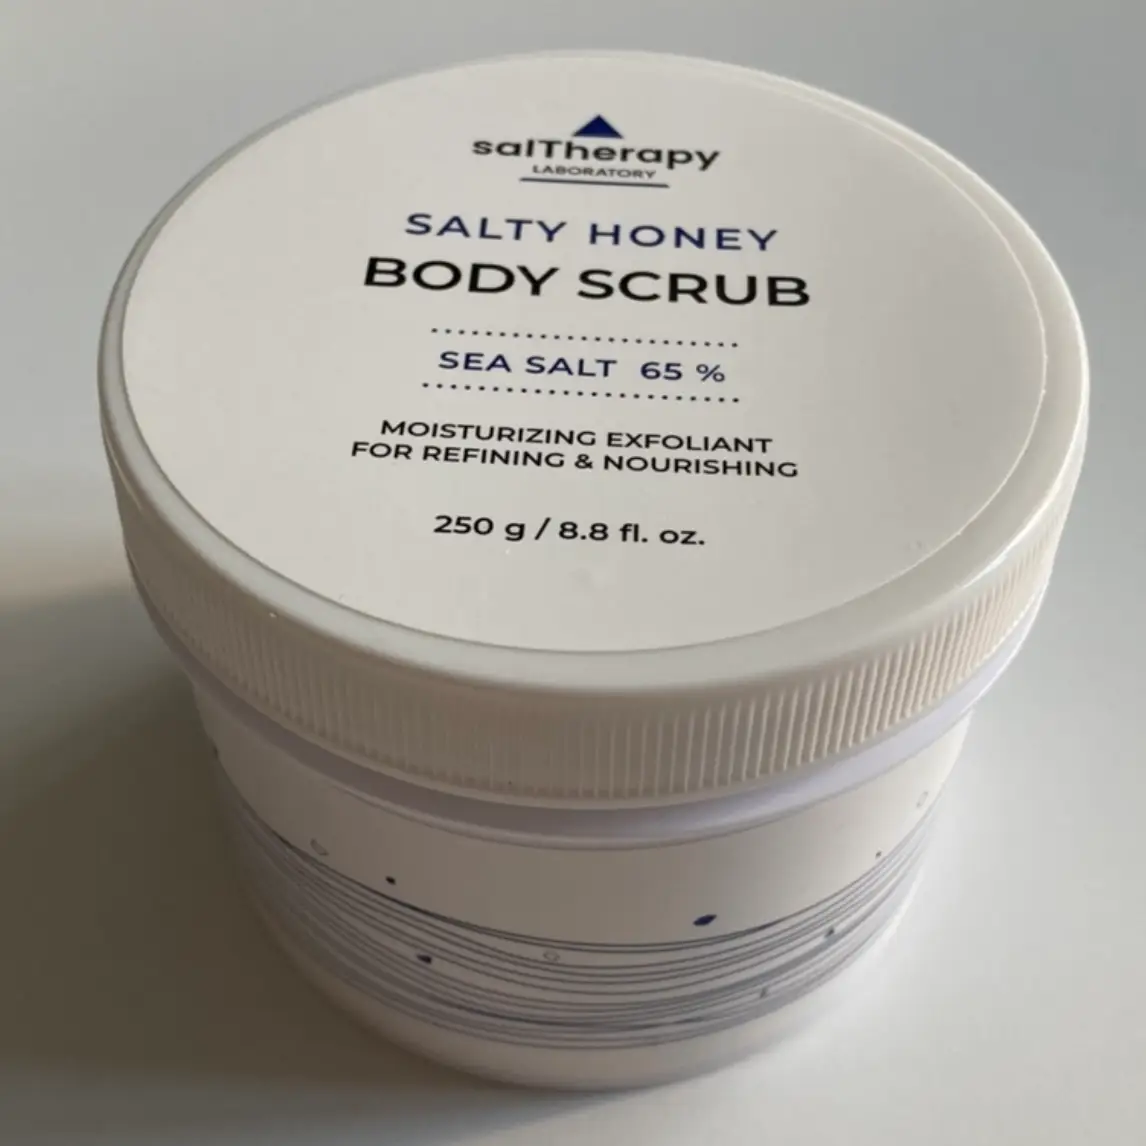 salTherapy
LABORATORY
SALTY HONEY
BODY SCRUB
SEA SALT 65 %
MOISTURIZING EXFOLIANT
FOR REFINING & NOURISHING
250 g / 8.8 fl. oz.